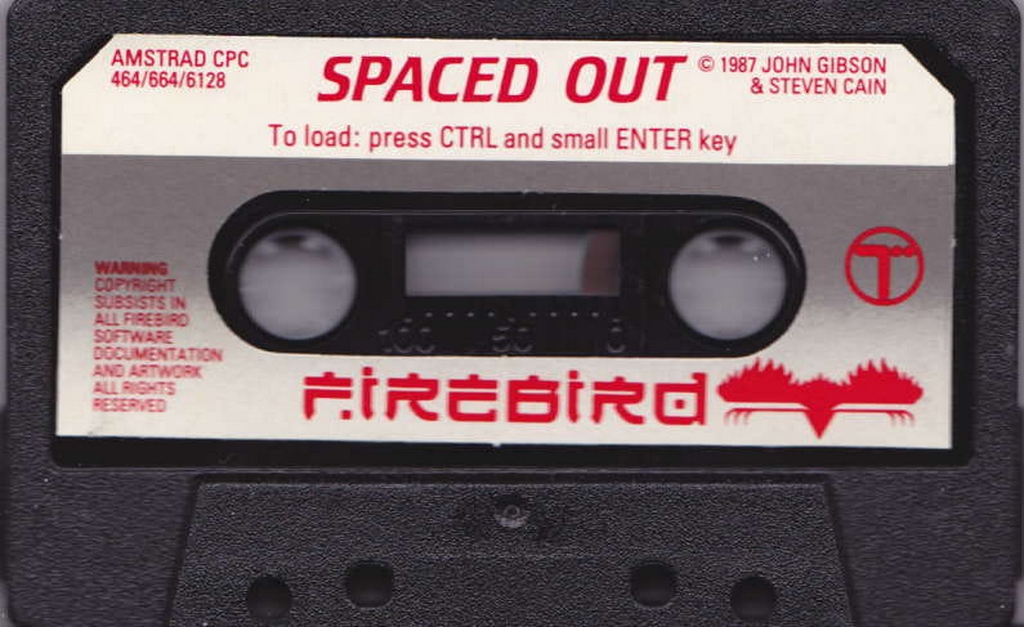 AMSTRAD CPC
464/664/6128
SPACED OUT
© 1987 JOHN GIBSON
& STEVEN CAIN
To load: press CTRL and small ENTER key
WARNING
COPYRIGHT
SUBSISTS IN
ALL FIREBIRD
SOFTWARE
DOCUMENTATION
AND ARTWORK
ALL RIGHTS
RESERVED
100 50 0
T
FIREBIRD